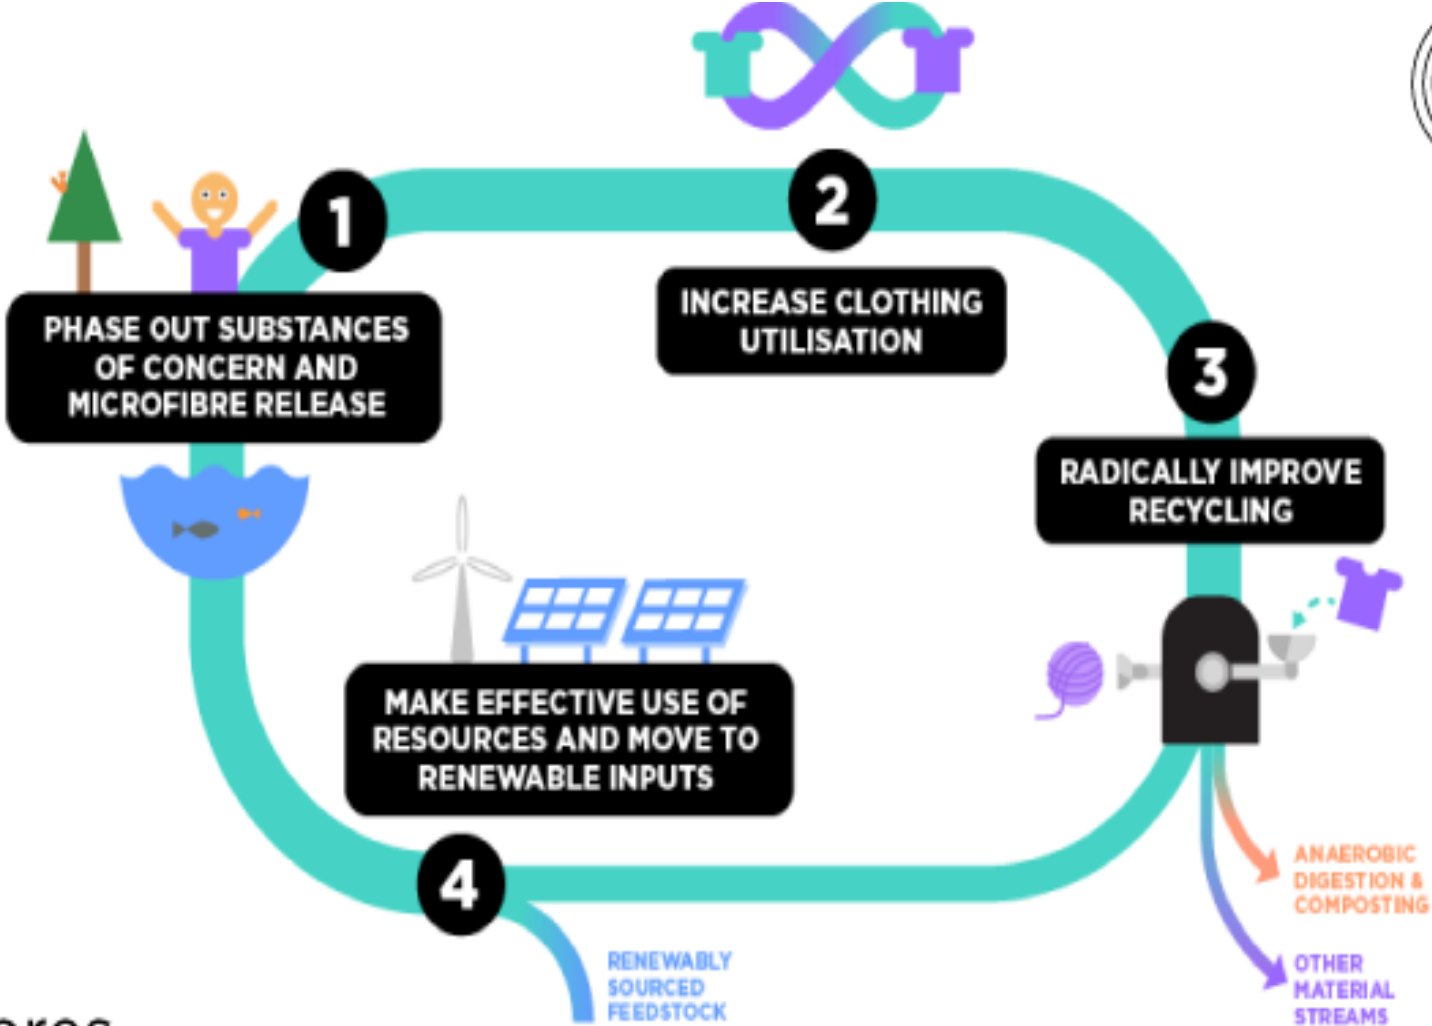 1
PHASE OUT SUBSTANCES
OF CONCERN AND
MICROFIBRE RELEASE
2
INCREASE CLOTHING
UTILISATION
3
RADICALLY IMPROVE
RECYCLING
MAKE EFFECTIVE USE OF
RESOURCES AND MOVE TO
RENEWABLE INPUTS
4
ANAEROBIC
DIGESTION &
COMPOSTING
RENEWABLY
SOURCED
FEEDSTOCK
OTHER
MATERIAL
STREAMS